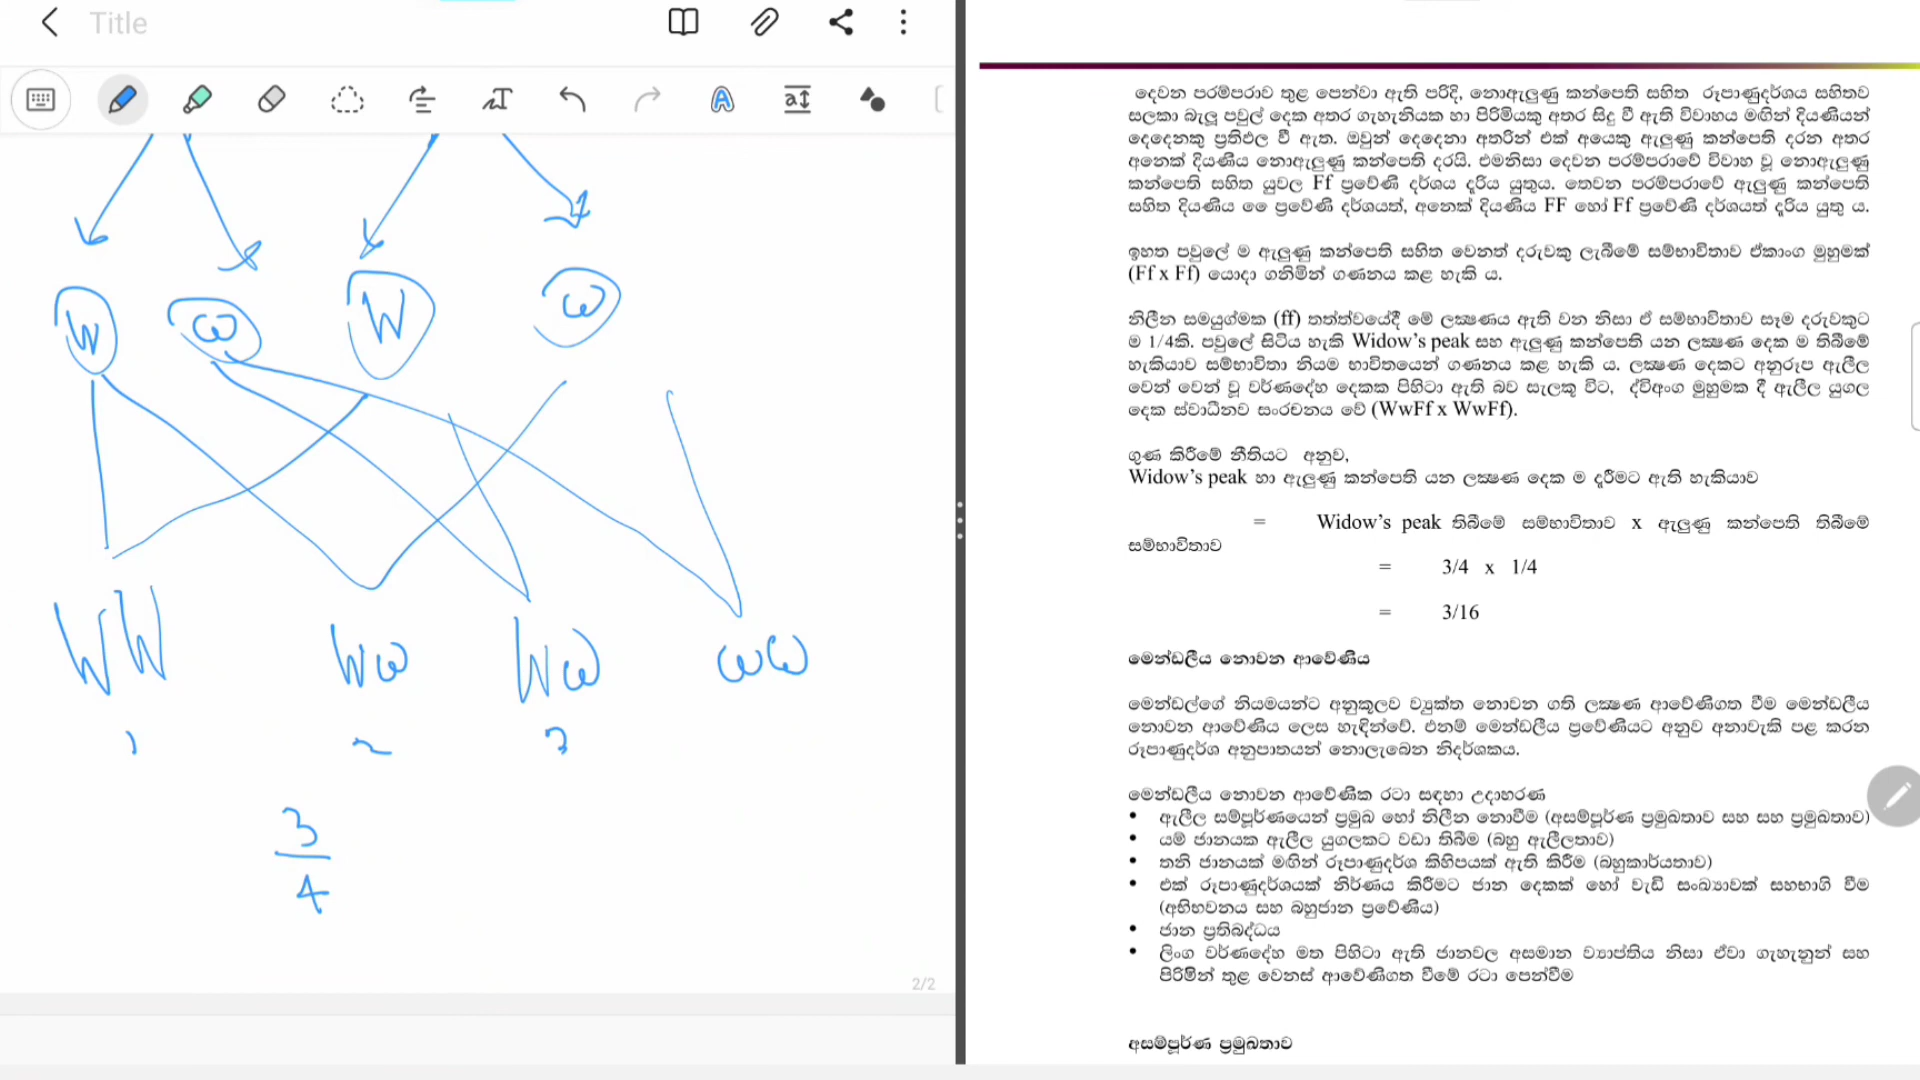 Title
W ω W ω
WW Wω Wω ωω
1 2 3
3
4
2/2
දෙවන පරම්පරාව තුළ පෙන්වා ඇති පරිදි, නොඇලුණු කන්පෙති සහිත රූපාණුදර්ශය සහිතව
සලකා බැලූ පවුල් දෙක අතර ගැහැනියක හා පිරිමියකු අතර සිදු වී ඇති විවාහය මඟින් දියණියන්
දෙදෙනකු ප්‍රතිඵල වී ඇත. ඔවුන් දෙදෙනා අතරින් එක් අයෙකු ඇලුණු කන්පෙති දරන අතර
අනෙක් දියණිය නොඇලුණු කන්පෙති දරයි. එමනිසා දෙවන පරම්පරාවේ විවාහ වූ නොඇලුණු
කන්පෙති සහිත යුවල Ff ප්‍රවේණි දර්ශය දැරිය යුතුය. තෙවන පරම්පරාවේ ඇලුණු කන්පෙති
සහිත දියණිය ෙෙ ප්‍රවේණි දර්ශයත්, අනෙක් දියණිය FF හෝ Ff ප්‍රවේණි දර්ශයත් දැරිය යුතු ය.
ඉහත පවුලේ ම ඇලුණු කන්පෙති සහිත වෙනත් දරුවකු ලැබීමේ සම්භාවිතාව ඒකාංග මුහුමක්
(Ff x Ff) යොදා ගනිමින් ගණනය කළ හැකි ය.
නිලීන සමයුග්මක (ff) තත්ත්වයේදී මේ ලක්‍ෂණය ඇති වන නිසා ඒ සම්භාවිතාව සෑම දරුවකුට
ම 1/4කි. පවුලේ සිටිය හැකි Widow's peak සහ ඇලුණු කන්පෙති යන ලක්‍ෂණ දෙක ම තිබීමේ
හැකියාව සම්භාවිතා නියම භාවිතයෙන් ගණනය කළ හැකි ය. ලක්‍ෂණ දෙකට අනුරූප ඇලීල
වෙන් වෙන් වූ වර්ණදේහ දෙකක පිහිටා ඇති බව සැලකූ විට, ද්විඅංග මුහුමක දී ඇලීල යුගල
දෙක ස්වාධීනව සංරචනය වේ (WwFf x WwFf).
ගුණ කිරීමේ නීතියට අනුව,
Widow's peak හා ඇලුණු කන්පෙති යන ලක්‍ෂණ දෙක ම දැරීමට ඇති හැකියාව
= Widow's peak තිබීමේ සම්භාවිතාව x ඇලුණු කන්පෙති තිබීමේ
සම්භාවිතාව
= 3/4 x 1/4
= 3/16
මෙන්ඩලීය නොවන ආවේණිය
මෙන්ඩල්ගේ නියමයන්ට අනුකූලව ව්‍යුක්ත නොවන ගති ලක්‍ෂණ ආවේණිගත වීම මෙන්ඩලීය
නොවන ආවේණිය ලෙස හැඳින්වේ. එනම් මෙන්ඩලීය ප්‍රවේණියට අනුව අනාවැකි පළ කරන
රූපාණුදර්ශ අනුපාතයන් නොලැබෙන නිදර්ශකය.
මෙන්ඩලීය නොවන ආවේණික රටා සඳහා උදාහරණ
• ඇලීල සම්පූර්ණයෙන් ප්‍රමුඛ හෝ නිලීන නොවීම (අසම්පූර්ණ ප්‍රමුඛතාව සහ සහ ප්‍රමුඛතාව)
• යම් ජානයක ඇලීල යුගලකට වඩා තිබීම (බහු ඇලීලතාව)
• තනි ජානයක් මඟින් රූපාණුදර්ශ කිහිපයක් ඇති කිරීම (බහුකාර්යතාව)
• එක් රූපාණුදර්ශයක් නිර්ණය කිරීමට ජාන දෙකක් හෝ වැඩි සංඛ්‍යාවක් සහභාගි වීම
(අභිභවනය සහ බහුජාන ප්‍රවේණිය)
• ජාන ප්‍රතිබද්ධය
• ලිංග වර්ණදේහ මත පිහිටා ඇති ජානවල අසමාන ව්‍යාප්තිය නිසා ඒවා ගැහැනුන් සහ
පිරිමින් තුළ වෙනස් ආවේණිගත වීමේ රටා පෙන්වීම
අසම්පූර්ණ ප්‍රමුඛතාව